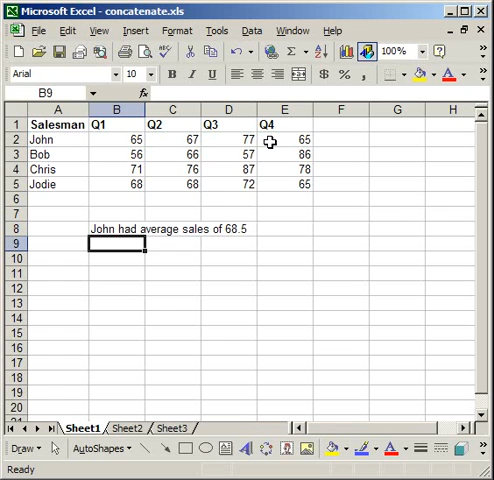 Microsoft Excel - concatenate.xls
File Edit View Insert Format Tools Data Window Help
100%
Arial 10 B I U $ %
B9 fx
A B C D E F G H
1 Salesman Q1 Q2 Q3 Q4
2 John 65 67 77 65
3 Bob 56 66 57 86
4 Chris 71 76 87 78
5 Jodie 68 68 72 65
6
7
8 John had average sales of 68.5
9
10
11
12
13
14
15
16
17
18
19
20
21
Sheet1 Sheet2 Sheet3
Draw AutoShapes
Ready